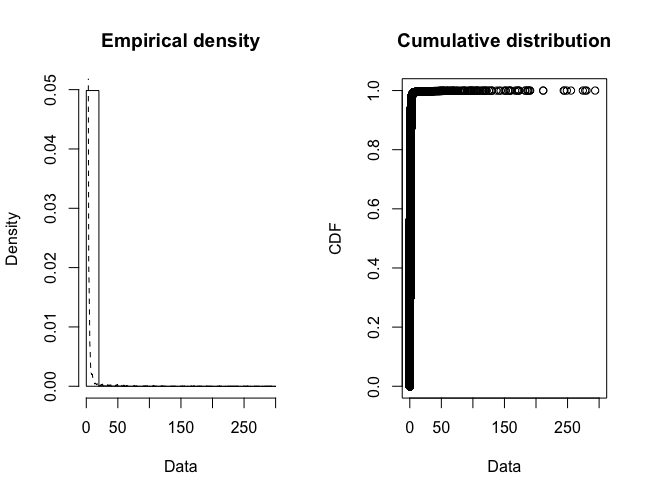 Empirical density
Density
0.00 0.01 0.02 0.03 0.04 0.05
0 50 150 250
Data
Cumulative distribution
CDF
0.0 0.2 0.4 0.6 0.8 1.0
0 50 150 250
Data